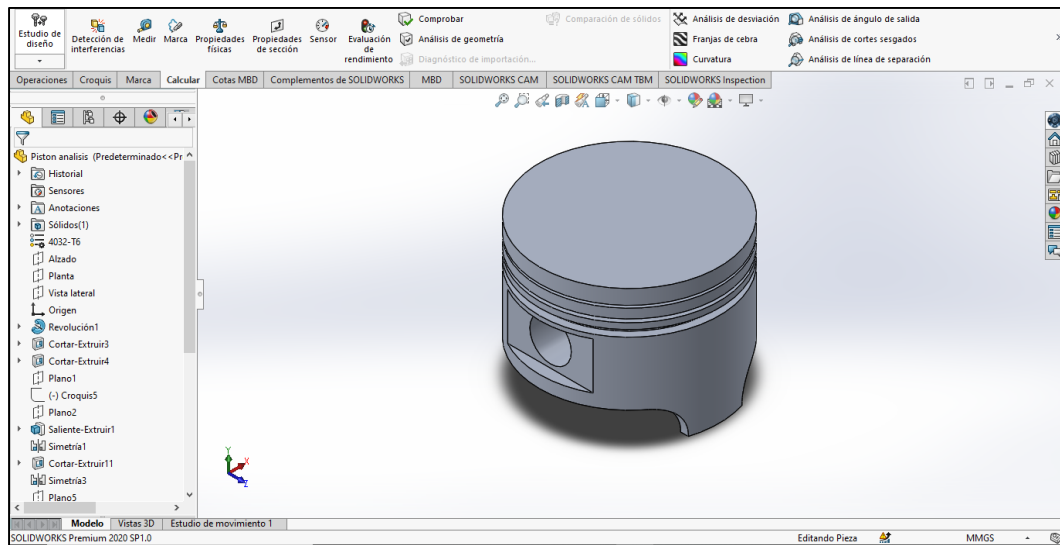 Estudio de diseño
Detección de interferencias
Medir
Marca
Propiedades físicas
Propiedades de sección
Sensor
Evaluación de rendimiento
Comprobar
Análisis de geometría
Diagnóstico de importación...
Comparación de sólidos
Análisis de desviación
Franjas de cebra
Curvatura
Análisis de ángulo de salida
Análisis de cortes sesgados
Análisis de línea de separación
Operaciones Croquis Marca Calcular Cotas MBD Complementos de SOLIDWORKS MBD SOLIDWORKS CAM SOLIDWORKS CAM TBM SOLIDWORKS Inspection
Piston analisis (Predeterminado<<Pr
Historial
Sensores
Anotaciones
Sólidos(1)
4032-T6
Alzado
Planta
Vista lateral
Origen
Revolución1
Cortar-Extruir3
Cortar-Extruir4
Plano1
(-) Croquis5
Plano2
Saliente-Extruir1
Simetría1
Cortar-Extruir11
Simetría3
Plano5
Y
X
Z
Modelo Vistas 3D Estudio de movimiento 1
SOLIDWORKS Premium 2020 SP1.0 Editando Pieza MMGS